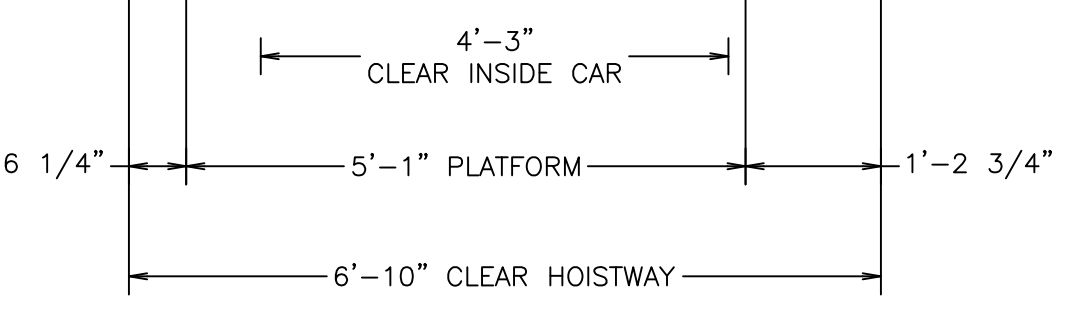 4'-3"
CLEAR INSIDE CAR
6 1/4"
5'-1" PLATFORM
1'-2 3/4"
6'-10" CLEAR HOISTWAY